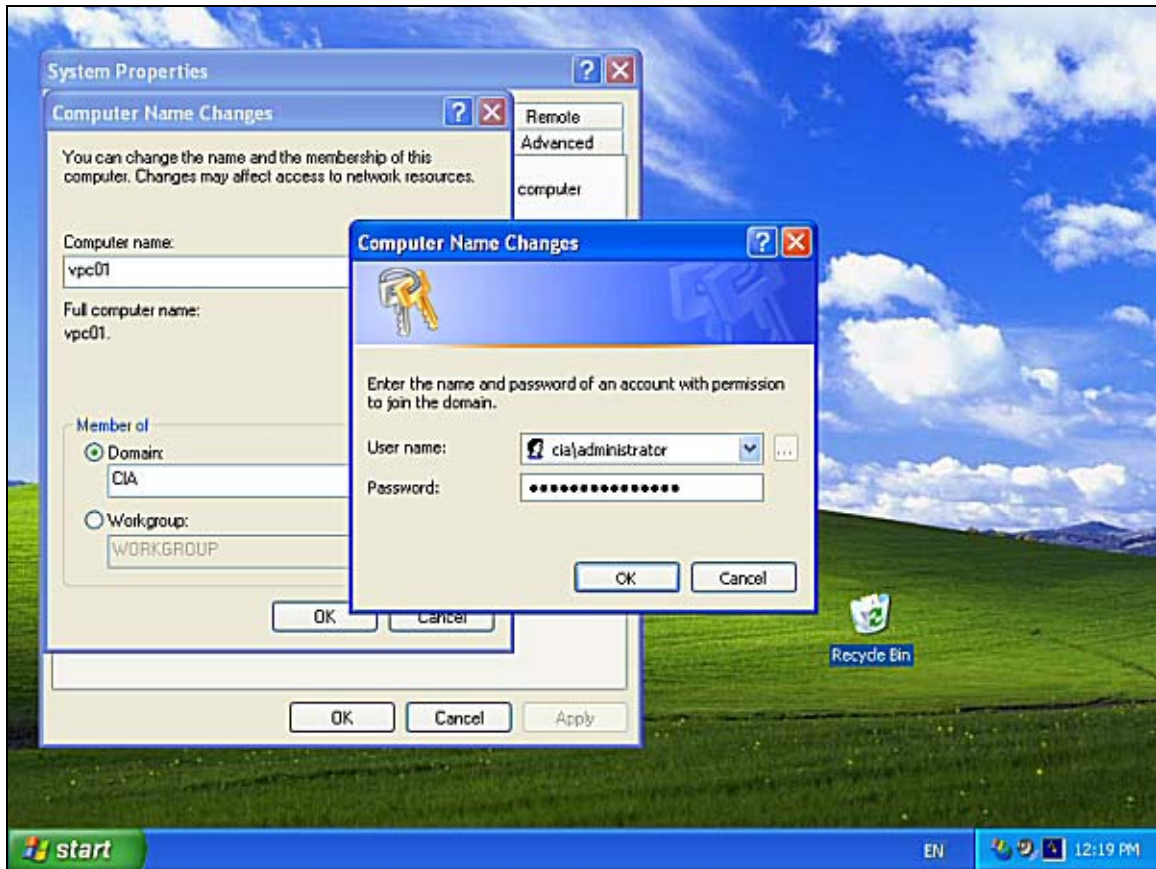 System Properties
Computer Name Changes
Remote
Advanced
You can change the name and the membership of this
computer. Changes may affect access to network resources.
computer
Computer name:
vpc01
Full computer name:
vpc01.
Member of
Domain:
CIA
Workgroup:
WORKGROUP
OK
Cancel
OK
Cancel
Apply
Computer Name Changes
Enter the name and password of an account with permission
to join the domain.
User name:
cia\administrator
...
Password:
•••••••••••••••
OK
Cancel
Recycle Bin
start
EN
12:19 PM